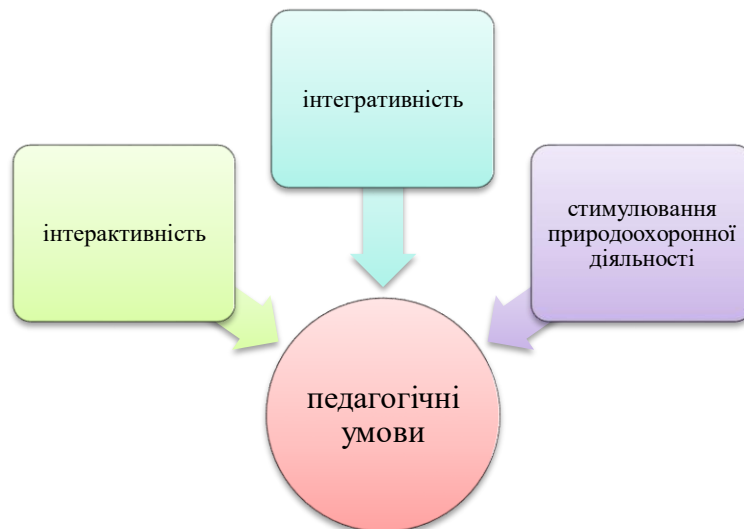 інтегративність
інтерактивність
стимулювання
природоохоронної
діяльності
педагогічні
умови